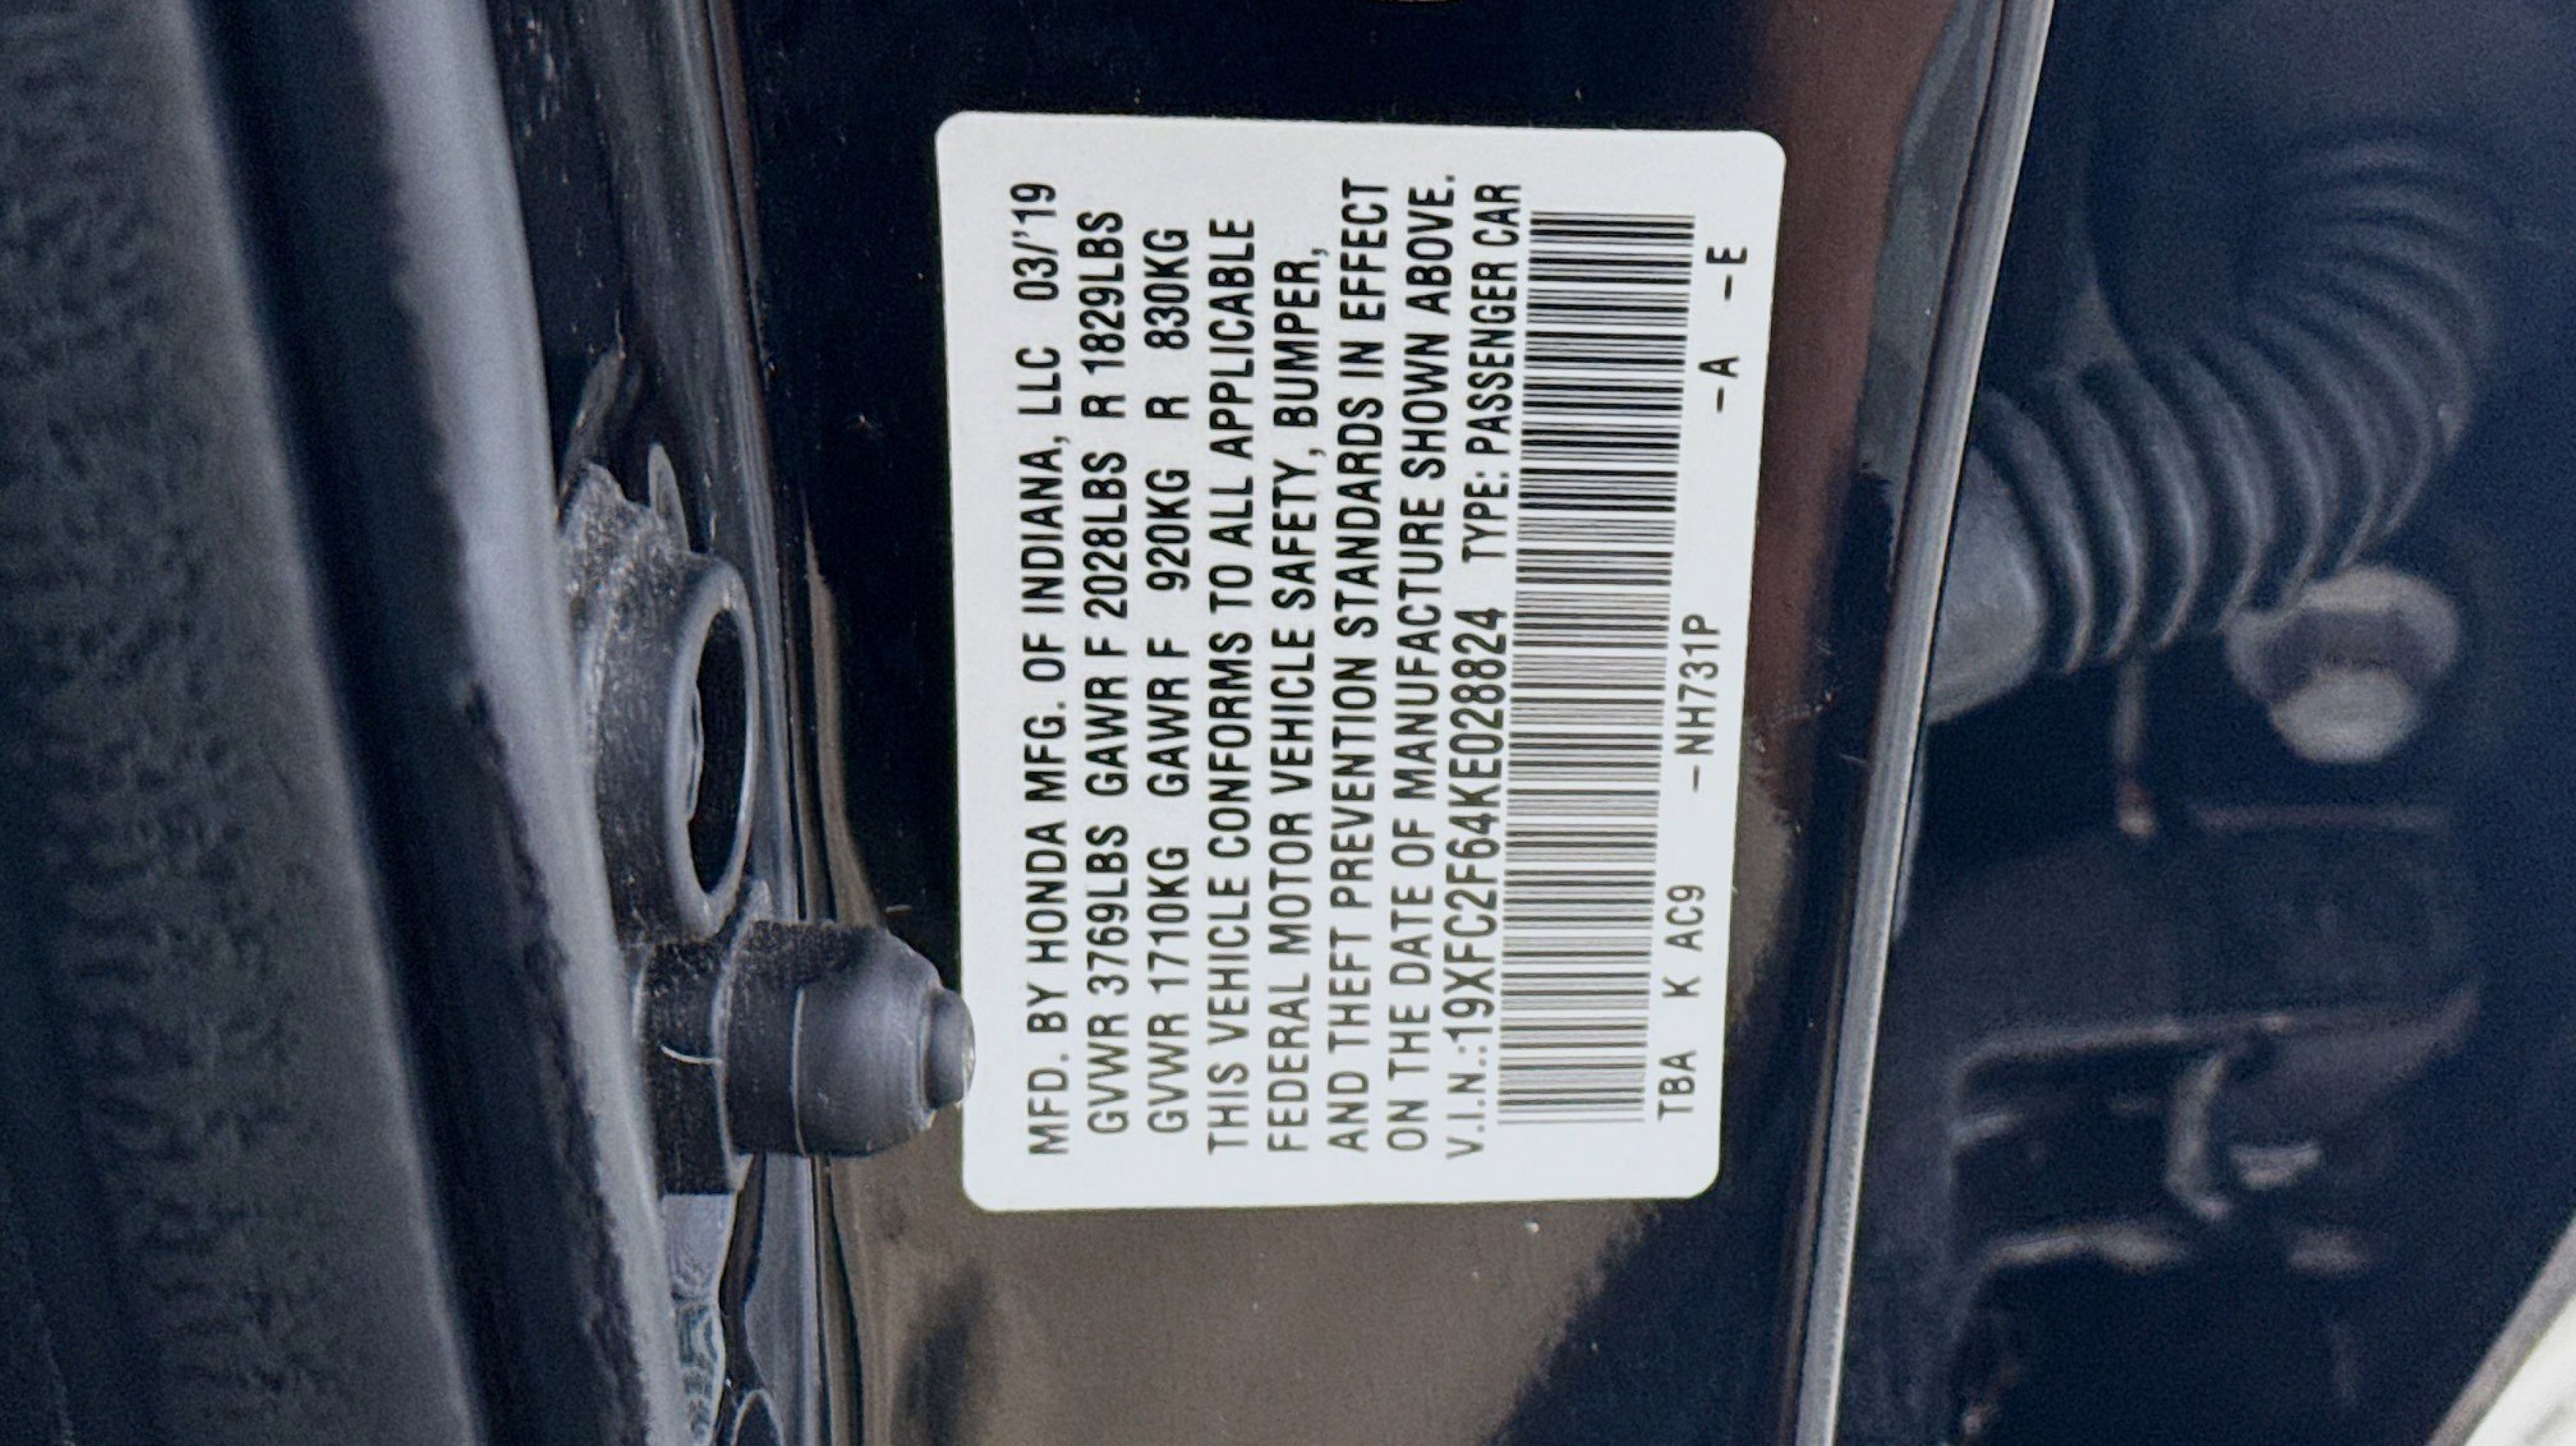 MFD. BY HONDA MFG. OF INDIANA, LLC 03/'19
GVWR 3769LBS GAWR F 2028LBS R 1829LBS
GVWR 1710KG GAWR F 920KG R 830KG
THIS VEHICLE CONFORMS TO ALL APPLICABLE
FEDERAL MOTOR VEHICLE SAFETY, BUMPER,
AND THEFT PREVENTION STANDARDS IN EFFECT
ON THE DATE OF MANUFACTURE SHOWN ABOVE.
V.I.N.:19XFC2F64KE028824 TYPE: PASSENGER CAR
TBA K AC9 –NH731P –A –E